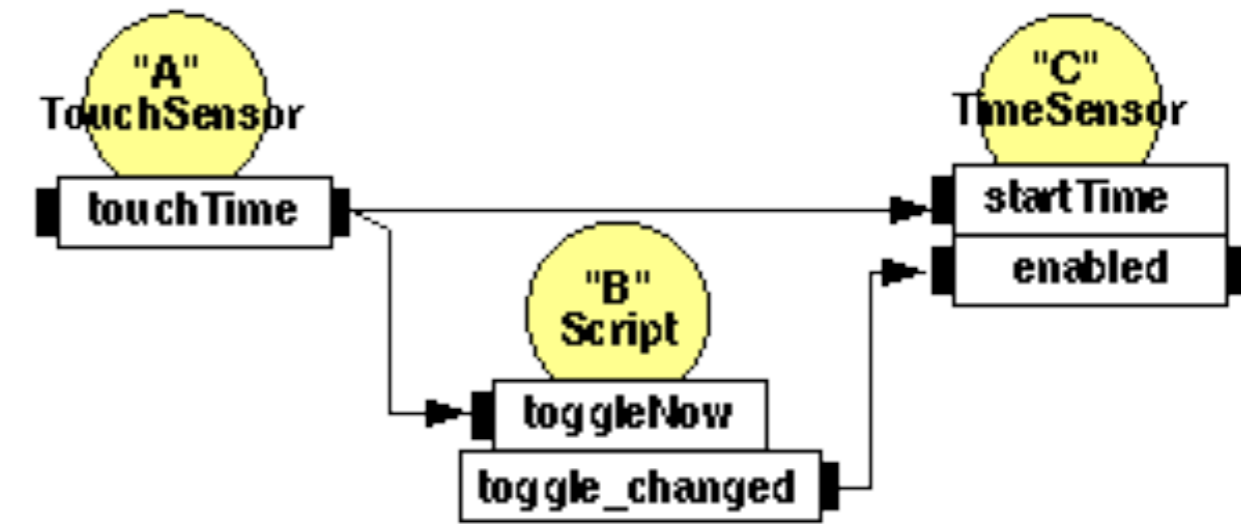 "A"
TouchSensor
touchTime
"C"
TimeSensor
startTime
enabled
"B"
Script
toggleNow
toggle_changed